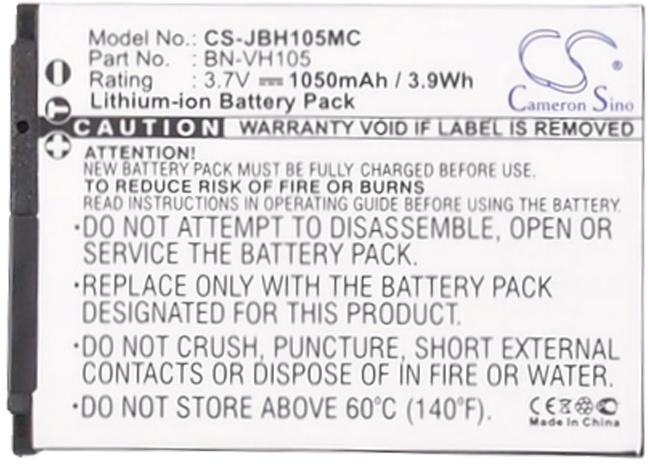 Model No.: CS-JBH105MC
Part No. : BN-VH105
Rating : 3.7V 1050mAh / 3.9Wh
Lithium-ion Battery Pack
CS
Cameron Sino
CAUTION WARRANTY VOID IF LABEL IS REMOVED
ATTENTION!
NEW BATTERY PACK MUST BE FULLY CHARGED BEFORE USE.
TO REDUCE RISK OF FIRE OR BURNS
READ INSTRUCTIONS IN OPERATING GUIDE BEFORE USING THE BATTERY.
·DO NOT ATTEMPT TO DISASSEMBLE, OPEN OR
SERVICE THE BATTERY PACK.
·REPLACE ONLY WITH THE BATTERY PACK
DESIGNATED FOR THIS PRODUCT.
·DO NOT CRUSH, PUNCTURE, SHORT EXTERNAL
CONTACTS OR DISPOSE OF IN FIRE OR WATER.
·DO NOT STORE ABOVE 60°C (140°F).
CE
Made in China